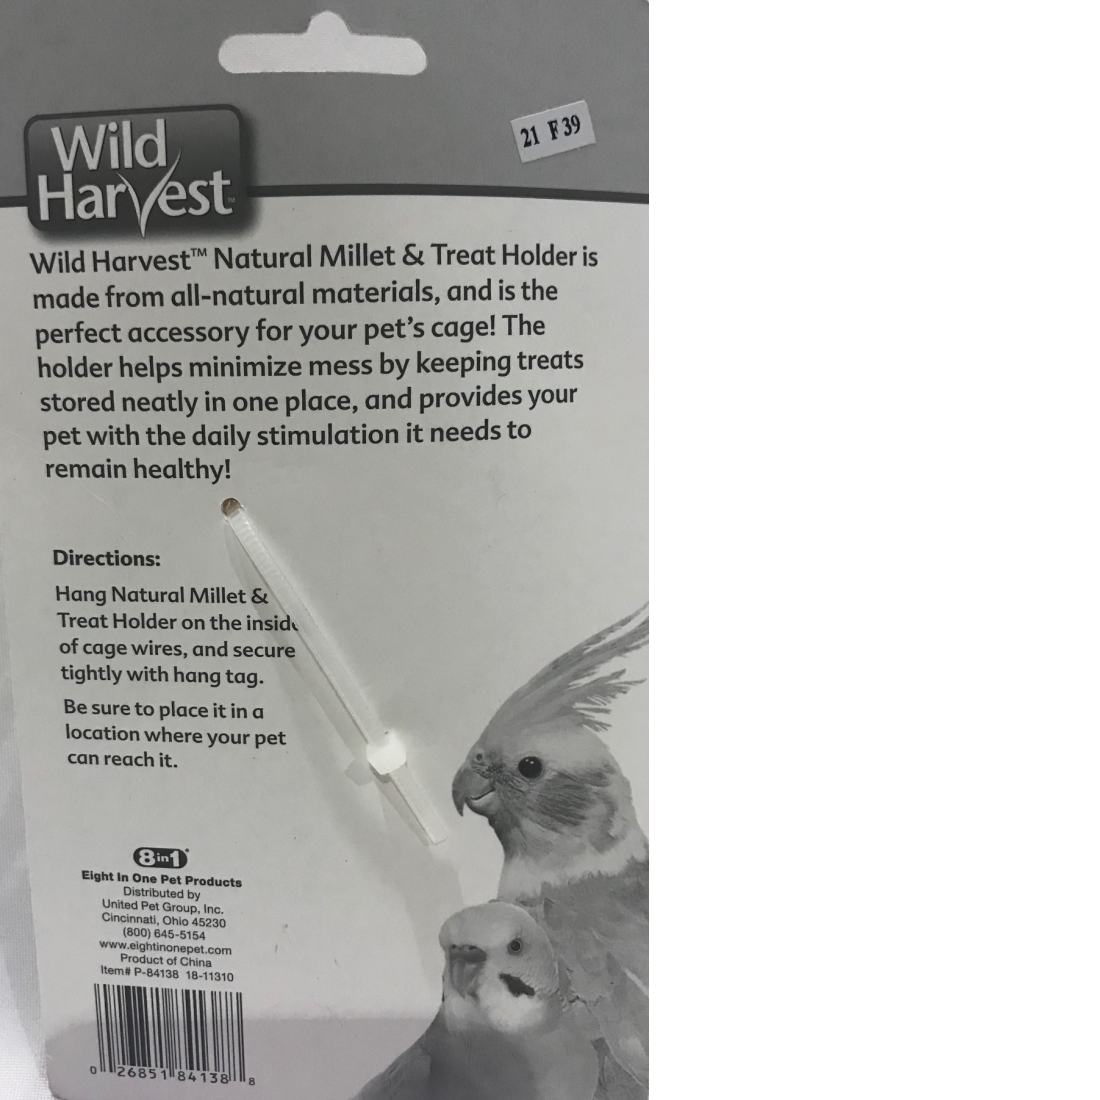 21 F 39
Wild
Harvest™
Wild Harvest™ Natural Millet & Treat Holder is
made from all-natural materials, and is the
perfect accessory for your pet's cage! The
holder helps minimize mess by keeping treats
stored neatly in one place, and provides your
pet with the daily stimulation it needs to
remain healthy!
Directions:
Hang Natural Millet &
Treat Holder on the inside
of cage wires, and secure
tightly with hang tag.
Be sure to place it in a
location where your pet
can reach it.
8in1®
Eight In One Pet Products
Distributed by
United Pet Group, Inc.
Cincinnati, Ohio 45230
(800) 645-5154
www.eightinonepet.com
Product of China
Item# P-84138 18-11310
0 26851 84138 8